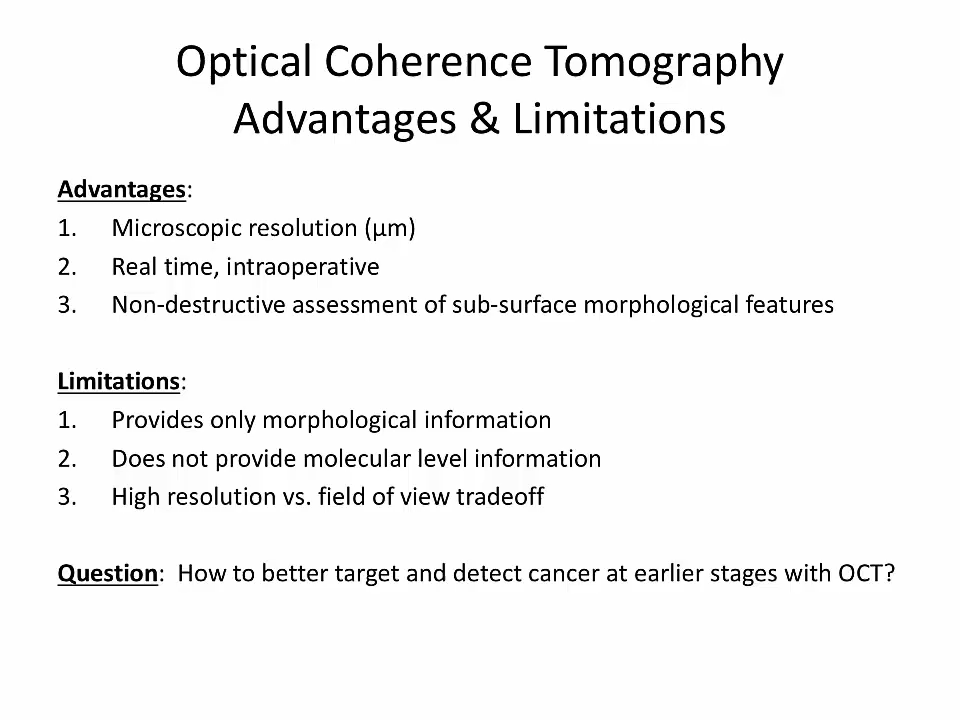 Optical Coherence Tomography
Advantages & Limitations
Advantages:
1. Microscopic resolution (µm)
2. Real time, intraoperative
3. Non-destructive assessment of sub-surface morphological features
Limitations:
1. Provides only morphological information
2. Does not provide molecular level information
3. High resolution vs. field of view tradeoff
Question: How to better target and detect cancer at earlier stages with OCT?